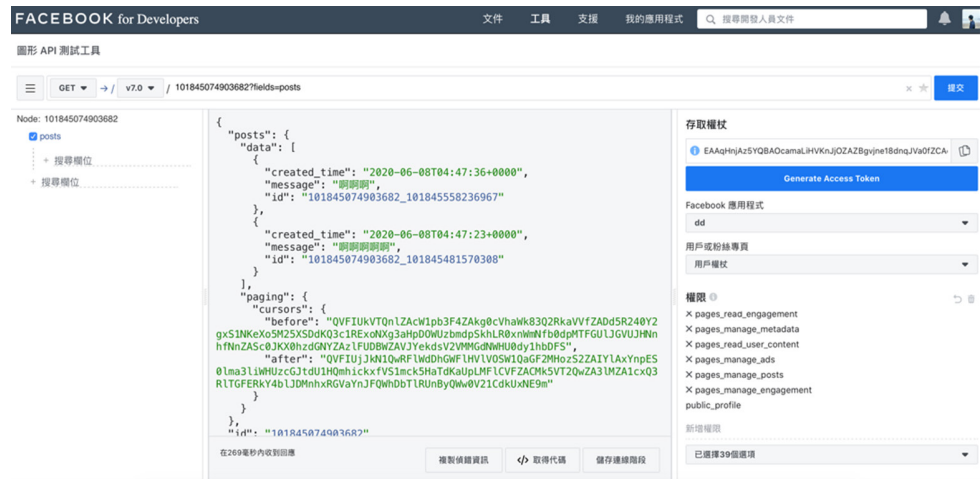 FACEBOOK for Developers 文件 工具 支援 我的應用程式 搜尋開發人員文件
圖形 API 測試工具
GET → / v7.0 / 101845074903682?fields=posts × 提交
Node: 101845074903682
posts
+ 搜尋欄位
+ 搜尋欄位
{
"posts": {
"data": [
{
"created_time": "2020-06-08T04:47:36+0000",
"message": "啊啊啊",
"id": "101845074903682_101845558236967"
},
{
"created_time": "2020-06-08T04:47:23+0000",
"message": "啊啊啊啊啊",
"id": "101845074903682_101845481570308"
}
],
"paging": {
"cursors": {
"before":
"after":
}
}
},
"id": "101845074903682"
在269毫秒內收到回應
複製偵錯資訊 </> 取得代碼 儲存連線階段
存取權杖
Generate Access Token
Facebook 應用程式
dd
用戶或粉絲專頁
用戶權杖
權限
× pages_read_engagement
× pages_manage_metadata
× pages_read_user_content
× pages_manage_ads
× pages_manage_posts
× pages_manage_engagement
public_profile
新增權限
已選擇39個選項